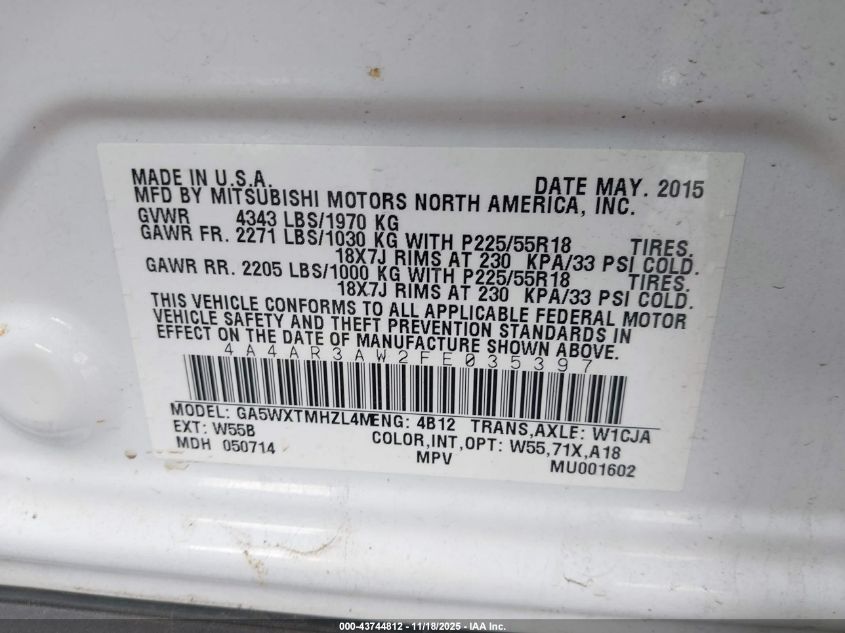 MADE IN U.S.A. DATE MAY. 2015
MFD BY MITSUBISHI MOTORS NORTH AMERICA, INC.
GVWR 4343 LBS/1970 KG
GAWR FR. 2271 LBS/1030 KG WITH P225/55R18 TIRES.
18X7J RIMS AT 230 KPA/33 PSI COLD.
GAWR RR. 2205 LBS/1000 KG WITH P225/55R18 TIRES.
18X7J RIMS AT 230 KPA/33 PSI COLD.
THIS VEHICLE CONFORMS TO ALL APPLICABLE FEDERAL MOTOR
VEHICLE SAFETY AND THEFT PREVENTION STANDARDS IN
EFFECT ON THE DATE OF MANUFACTURE SHOWN ABOVE.
4A4AR3AW2FE035397
MODEL: GA5WXTMHZL4MENG: 4B12 TRANS,AXLE: W1CJA
EXT: W55B COLOR,INT,OPT: W55,71X,A18
MDH 050714 MPV MU001602
000-43744812 - 11/18/2025 - IAA Inc.